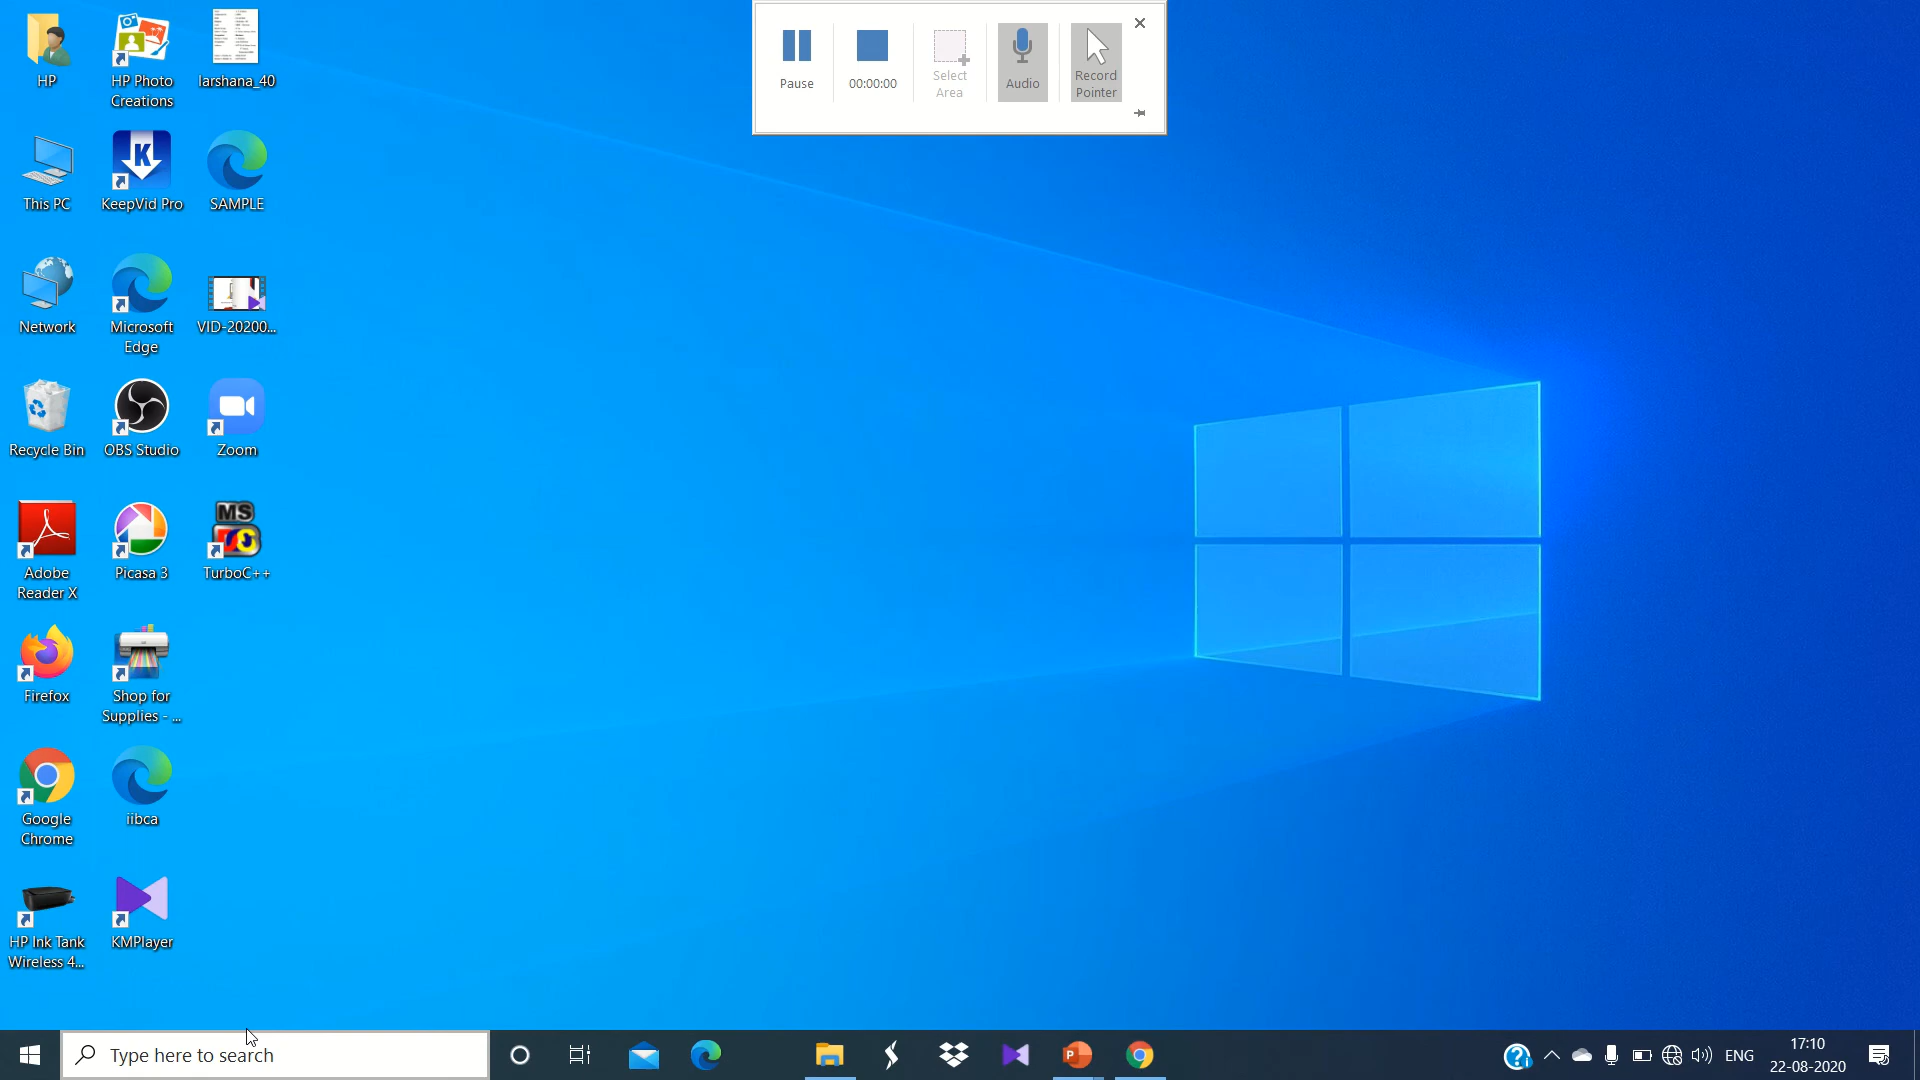 HP
HP Photo
Creations
larshana_40
This PC
KeepVid Pro
SAMPLE
Network
Microsoft
Edge
VID-20200...
Recycle Bin
OBS Studio
Zoom
Adobe
Reader X
Picasa 3
MS
TurboC++
Firefox
Shop for
Supplies - ...
Google
Chrome
iibca
HP Ink Tank
Wireless 4...
KMPlayer
Pause
00:00:00
Select
Area
Audio
Record
Pointer
Type here to search
ENG
17:10
22-08-2020